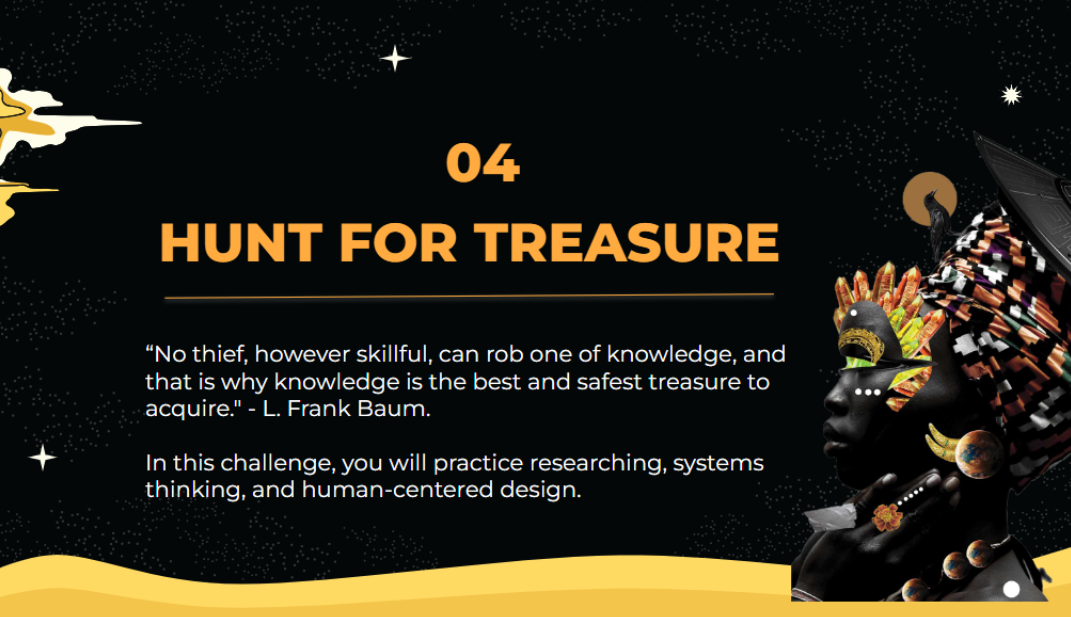 04
HUNT FOR TREASURE
“No thief, however skillful, can rob one of knowledge, and
that is why knowledge is the best and safest treasure to
acquire." - L. Frank Baum.
In this challenge, you will practice researching, systems
thinking, and human-centered design.